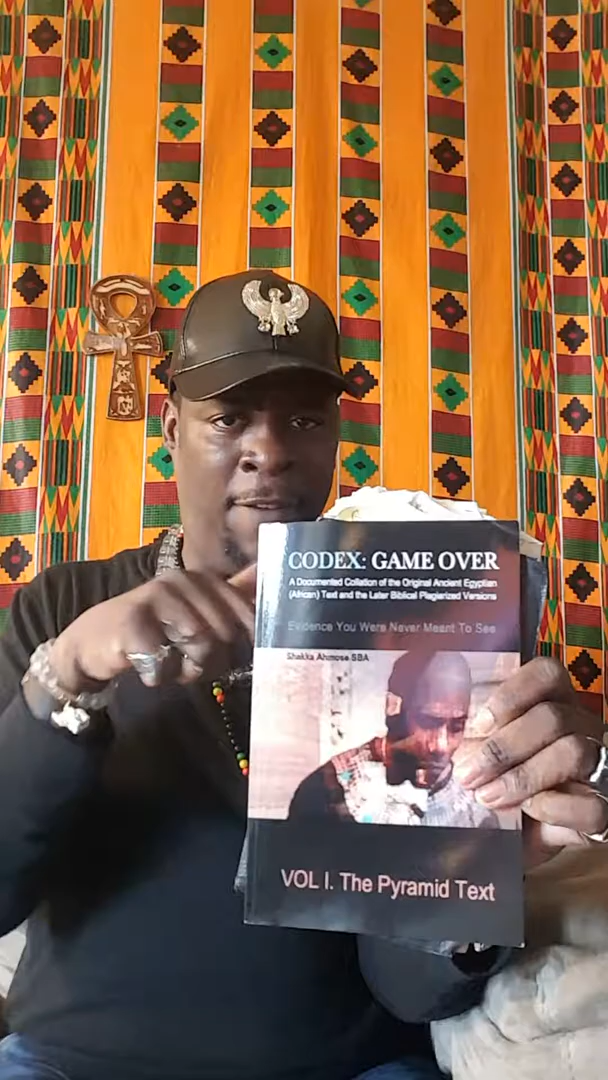 CODEX: GAME OVER
A Documented Collation of the Original Ancient Egyptian
(African) Text and the Later Biblical Plagiarized Versions
Evidence You Were Never Meant To See
Shakka Ahmose SBA
VOL I. The Pyramid Text